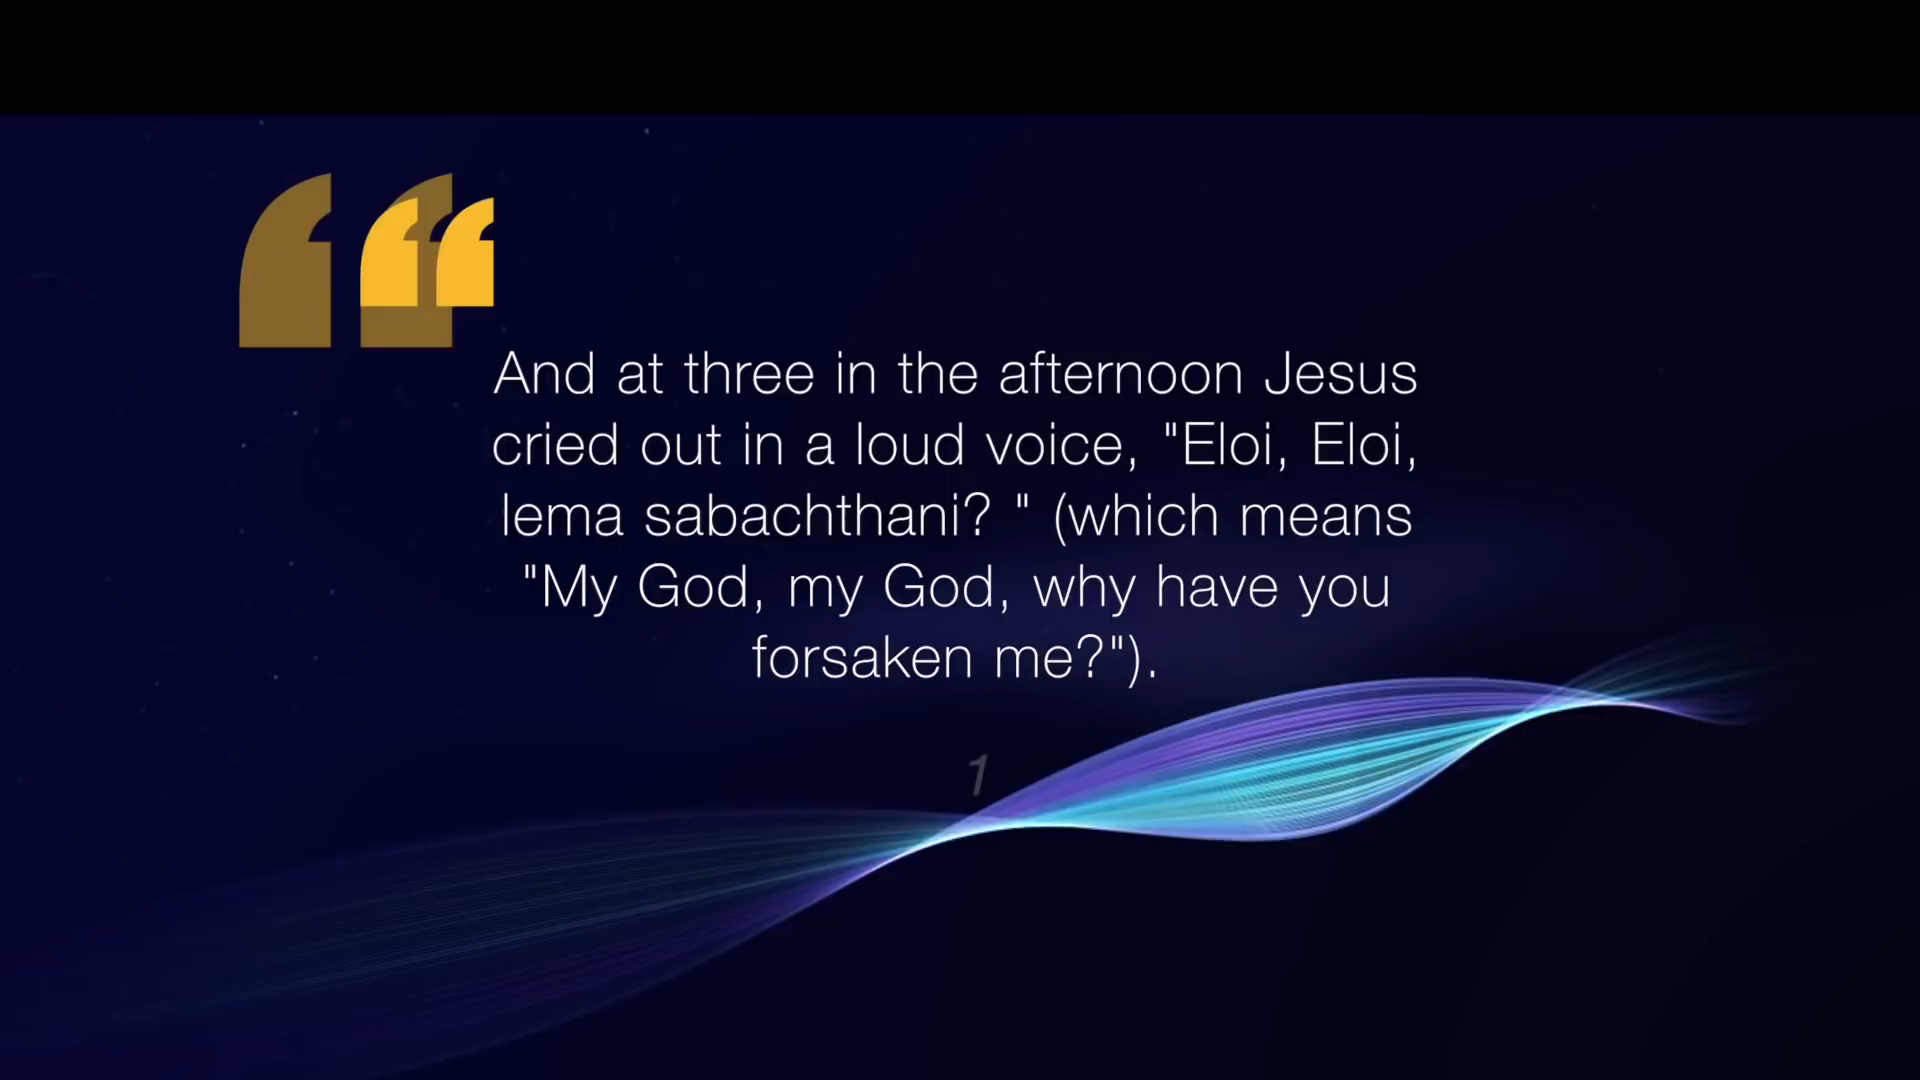 And at three in the afternoon Jesus
cried out in a loud voice, "Eloi, Eloi,
lema sabachthani? " (which means
"My God, my God, why have you
forsaken me?").
1